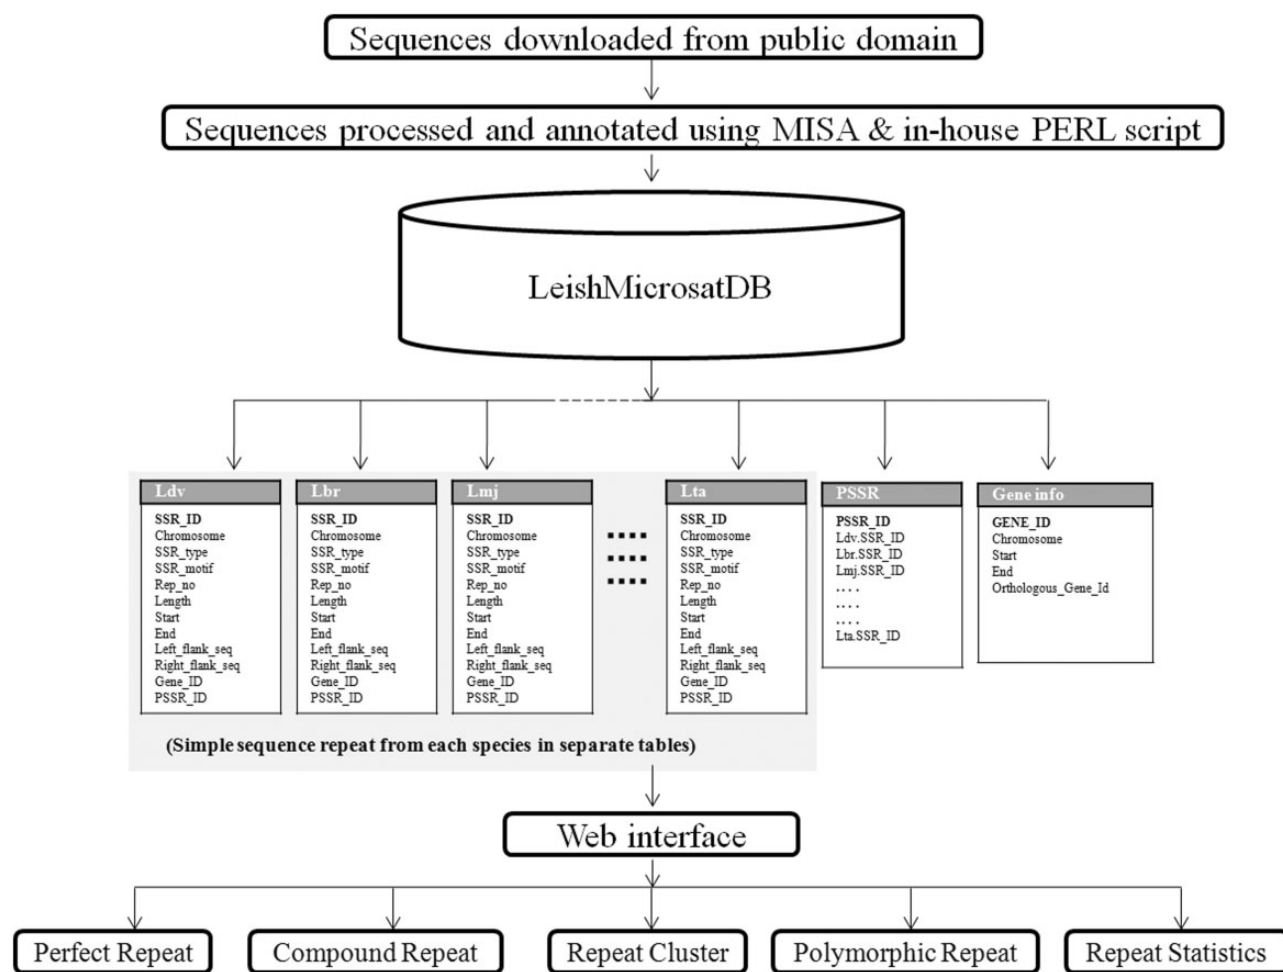 Sequences downloaded from public domain
Sequences processed and annotated using MISA & in-house PERL script
LeishMicrosatDB
Ldv
SSR_ID
Chromosome
SSR_type
SSR_motif
Rep_no
Length
Start
End
Left_flank_seq
Right_flank_seq
Gene_ID
PSSR_ID
Lbr
SSR_ID
Chromosome
SSR_type
SSR_motif
Rep_no
Length
Start
End
Left_flank_seq
Right_flank_seq
Gene_ID
PSSR_ID
Lmj
SSR_ID
Chromosome
SSR_type
SSR_motif
Rep_no
Length
Start
End
Left_flank_seq
Right_flank_seq
Gene_ID
PSSR_ID
....
....
....
Lta
SSR_ID
Chromosome
SSR_type
SSR_motif
Rep_no
Length
Start
End
Left_flank_seq
Right_flank_seq
Gene_ID
PSSR_ID
PSSR
PSSR_ID
Ldv.SSR_ID
Lbr.SSR_ID
Lmj.SSR_ID
....
....
....
Lta.SSR_ID
Gene info
GENE_ID
Chromosome
Start
End
Orthologous_Gene_Id
(Simple sequence repeat from each species in separate tables)
Web interface
Perfect Repeat
Compound Repeat
Repeat Cluster
Polymorphic Repeat
Repeat Statistics